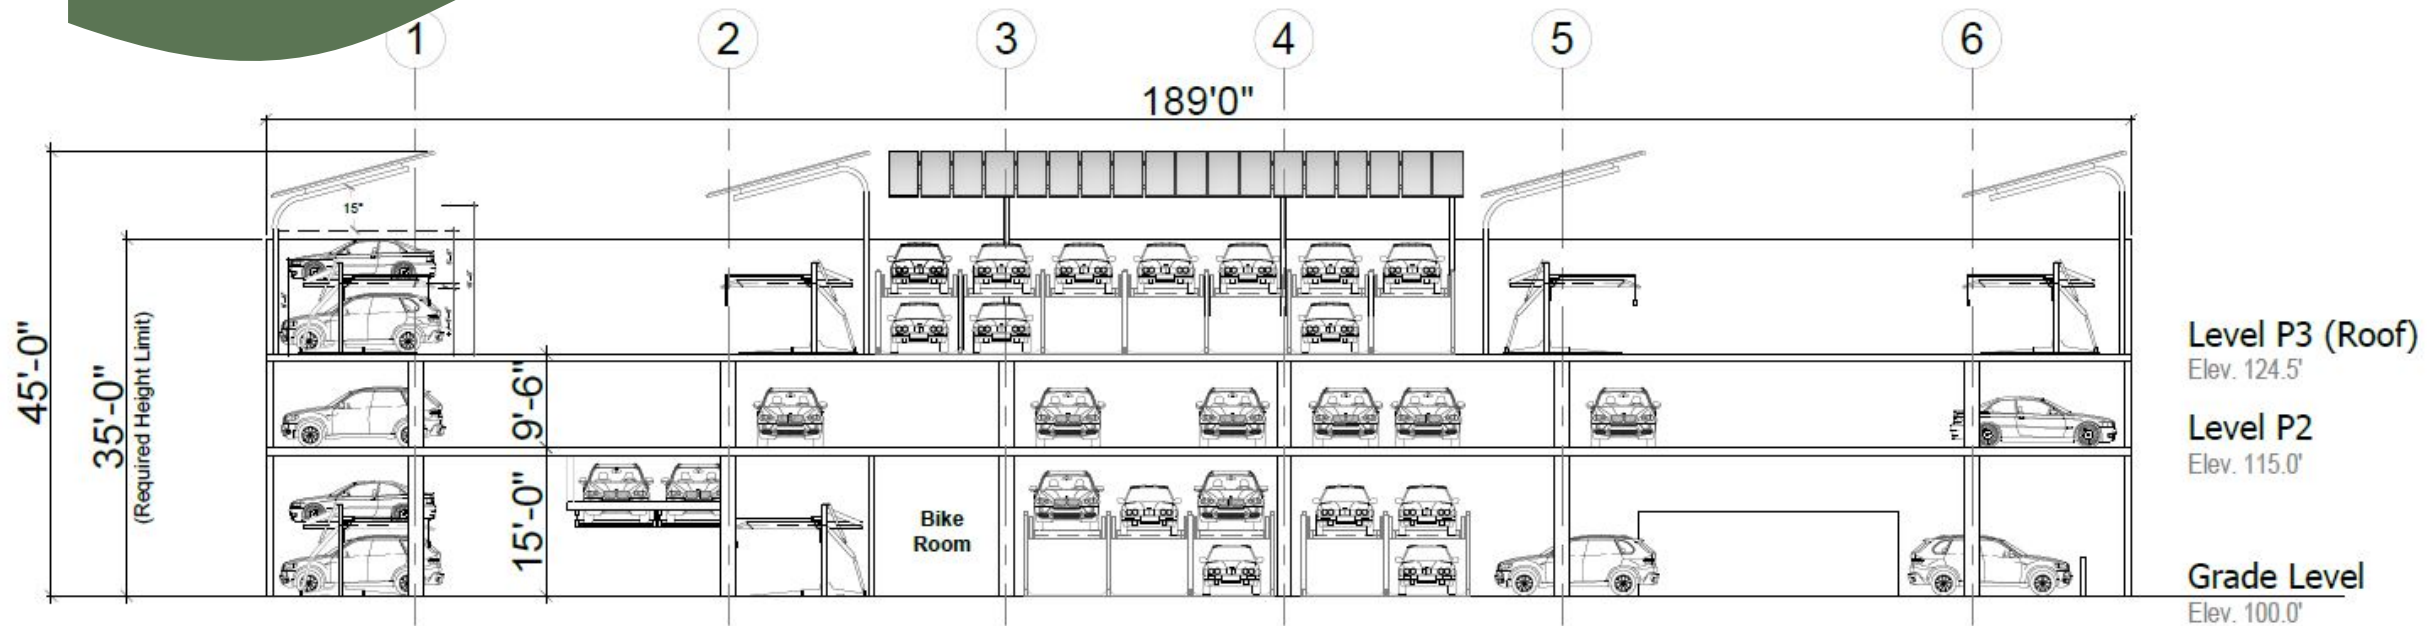 1
2
3
4
5
6
189'0"
15"
45'-0"
35'-0"
(Required Height Limit)
9'-6"
15'-0"
Bike
Room
Level P3 (Roof)
Elev. 124.5'
Level P2
Elev. 115.0'
Grade Level
Elev. 100.0'